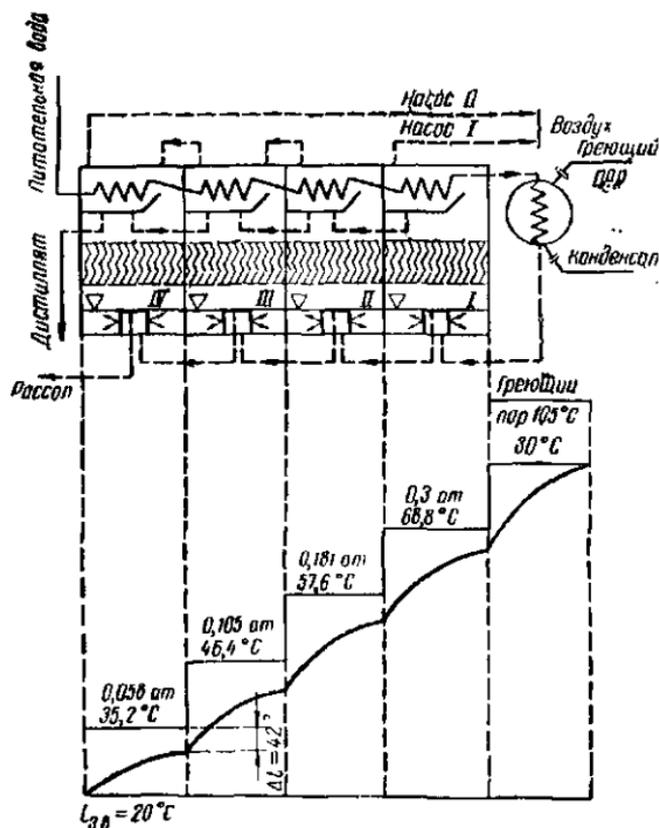 Питательная вода
Насос II
Насос I
Воздух
Греющий
пар
Конденсат
Дистиллят
IV
III
II
I
Рассол
Греющий
пар 105°С
80°С
0,3 ат
68,8°С
0,181 ат
57,6°С
0,105 ат
46,4°С
0,058 ат
35,2°С
Δt=42°
t з.в = 20°С